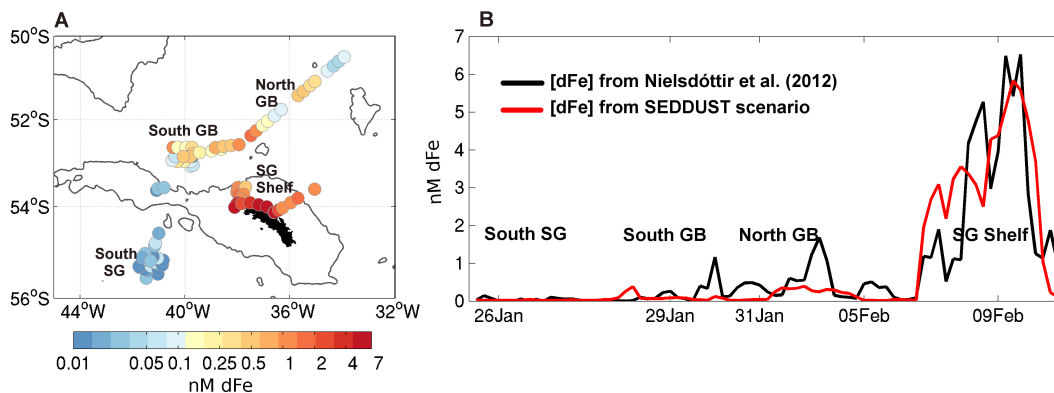 A
50°S
52°S
54°S
56°S
44°W
40°W
36°W
32°W
North
GB
South GB
SG
Shelf
South
SG
0.01
0.05
0.1
0.25
0.5
1
2
4
7
nM dFe
B
7
6
5
4
3
2
1
0
nM dFe
[dFe] from Nielsdóttir et al. (2012)
[dFe] from SEDDUST scenario
South SG
South GB
North GB
SG Shelf
26Jan
29Jan
31Jan
05Feb
09Feb